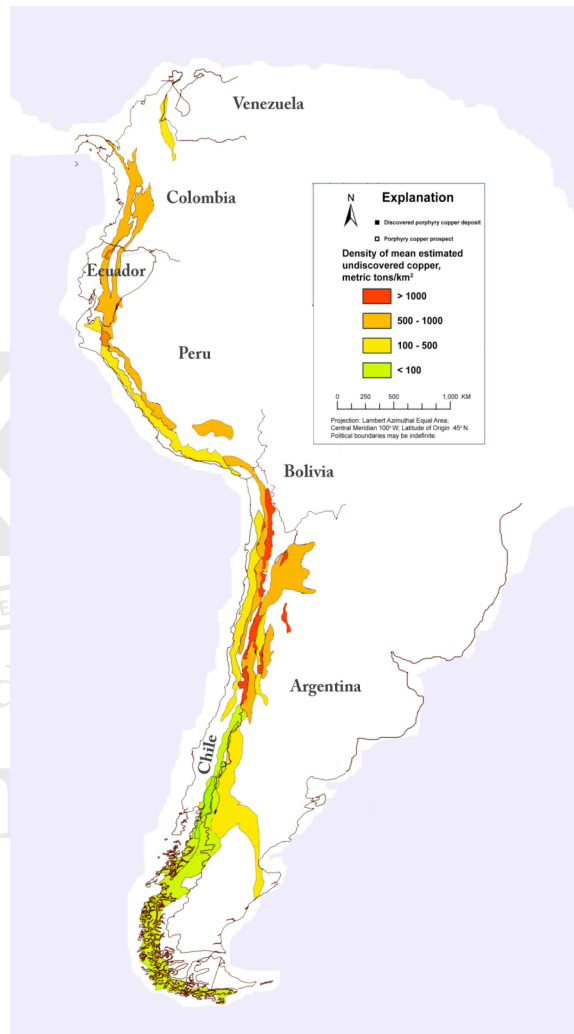 Venezuela
Colombia
Ecuador
Peru
Bolivia
Argentina
Chile
N
Explanation
Discovered porphyry copper deposit
Porphyry copper prospect
Density of mean estimated
undiscovered copper,
metric tons/km²
> 1000
500 - 1000
100 - 500
< 100
0 250 500 1,000 KM
Projection: Lambert Azimuthal Equal Area;
Central Meridian 100° W; Latitude of Origin 45° N.
Political boundaries may be indefinite.